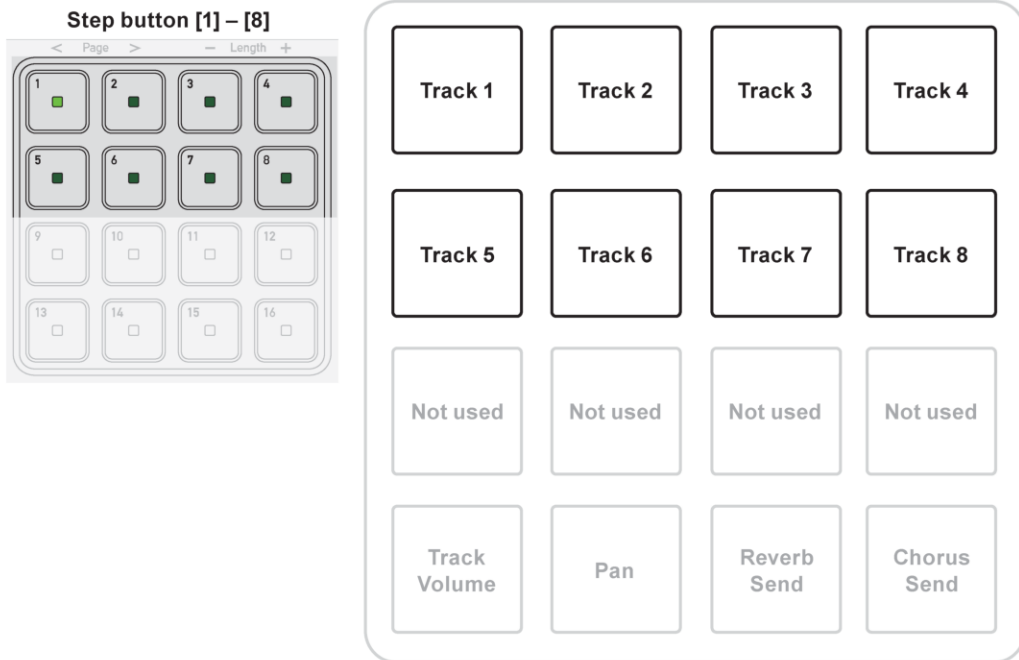 Step button [1] – [8]
< Page > − Length +
1 2 3 4
5 6 7 8
9 10 11 12
13 14 15 16
Track 1 Track 2 Track 3 Track 4
Track 5 Track 6 Track 7 Track 8
Not used Not used Not used Not used
Track Volume
Pan
Reverb Send
Chorus Send